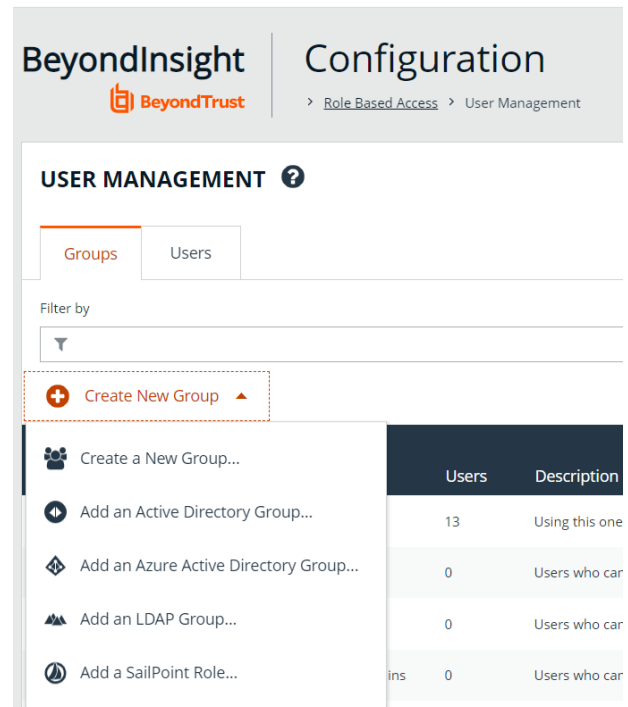 BeyondInsight
BeyondTrust
Configuration
> Role Based Access > User Management
USER MANAGEMENT ?
Groups
Users
Filter by
Create New Group
Create a New Group...
Add an Active Directory Group...
Add an Azure Active Directory Group...
Add an LDAP Group...
Add a SailPoint Role...
Users Description
13 Using this one
0 Users who can
0 Users who can
ins 0 Users who can